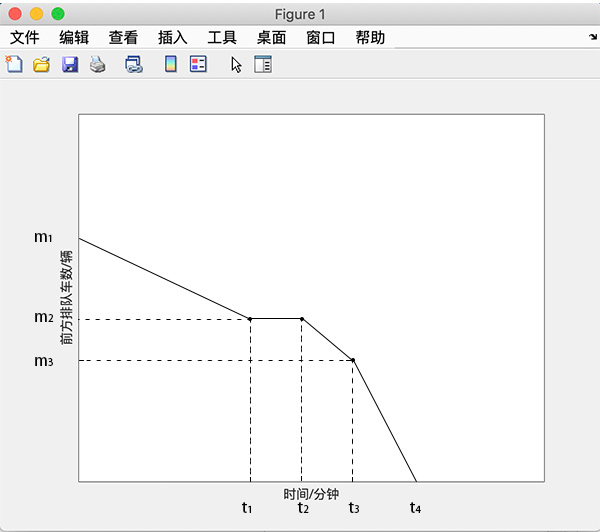 Figure 1
文件 编辑 查看 插入 工具 桌面 窗口 帮助
m₁
前方排队车数/辆
m₂
m₃
时间/分钟
t₁ t₂ t₃ t₄